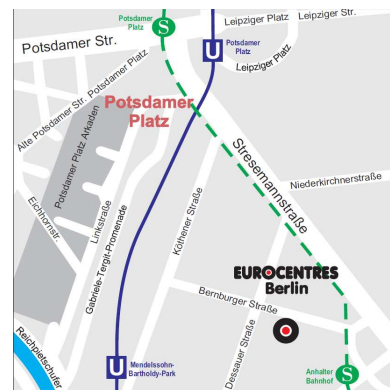 Potsdamer
Platz
S
Leipziger Platz
Leipziger Str.
Potsdamer Str.
U
Potsdamer
Platz
Leipziger Platz
Alte Potsdamer Str. Potsdamer Platz
Potsdamer
Platz
Potsdamer Platz Arkaden
Stresemannstraße
Niederkirchnerstraße
Eichhornstr.
Linkstraße
Gabriele-Tergit-Promenade
Köthener Straße
EUROCENTRES
Berlin
Bernburger Straße
Reichpietschufer
U
Mendelssohn-
Bartholdy-Park
Dessauer Straße
Anhalter
Bahnhof
S